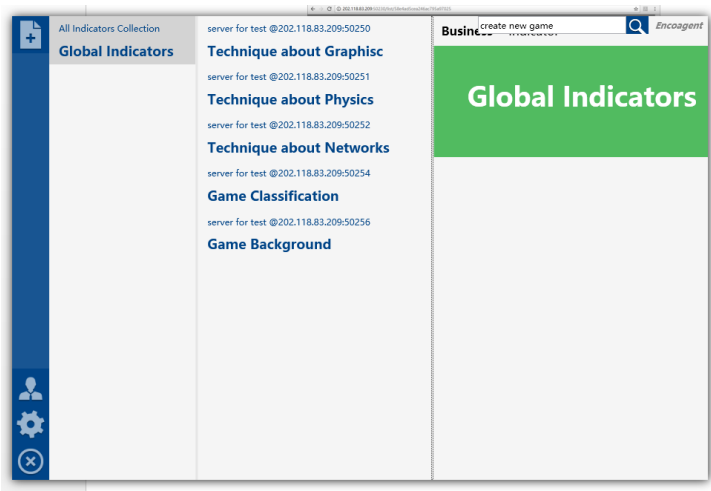 All Indicators Collection
Global Indicators
server for test @202.118.83.209:50250
Technique about Graphisc
server for test @202.118.83.209:50251
Technique about Physics
server for test @202.118.83.209:50252
Technique about Networks
server for test @202.118.83.209:50254
Game Classification
server for test @202.118.83.209:50256
Game Background
Business Indicator
create new game
Encoagent
Global Indicators